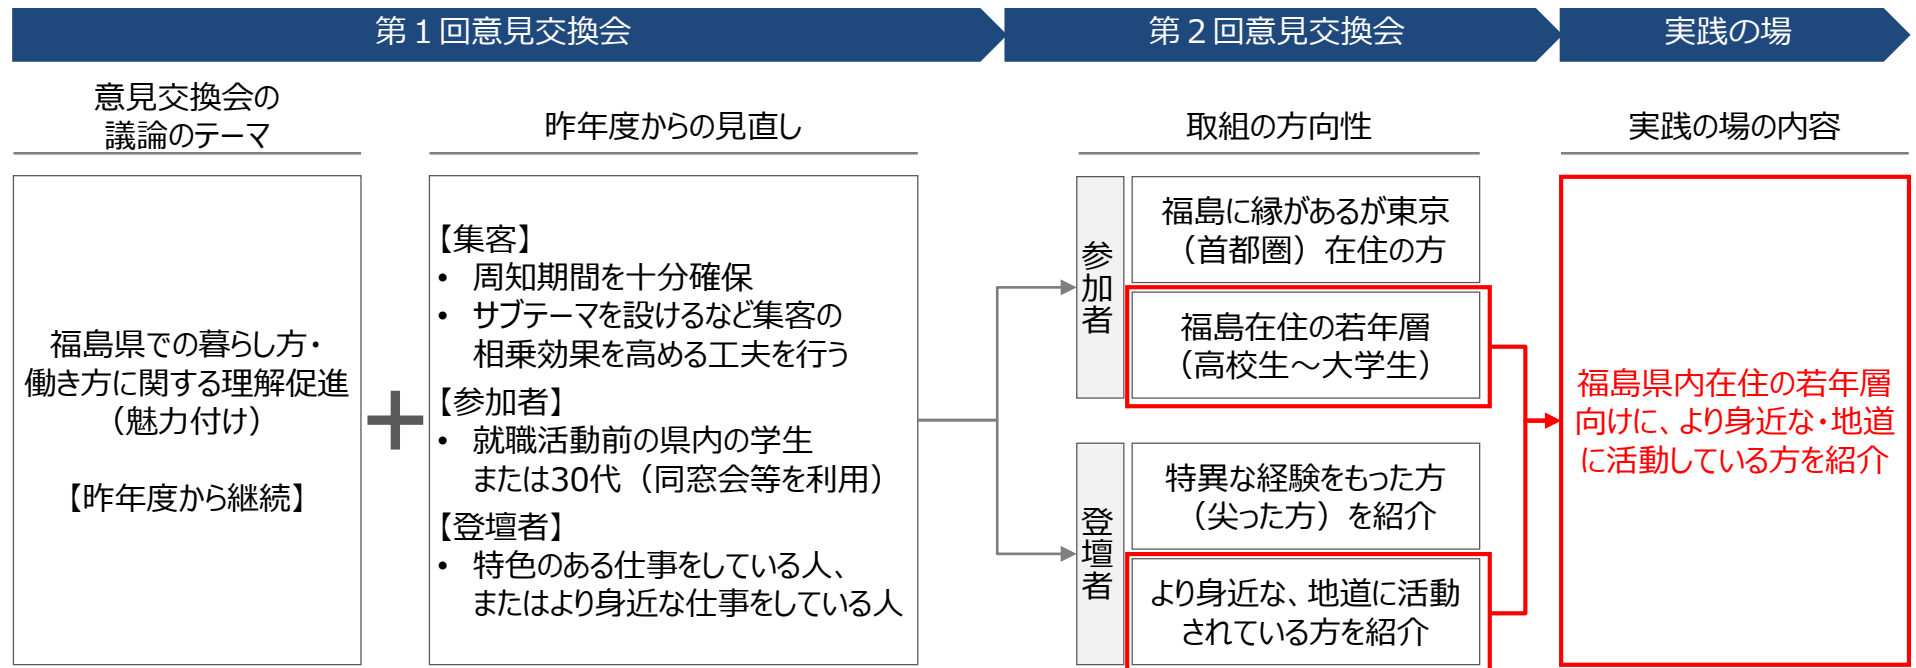 第１回意見交換会
第２回意見交換会
実践の場
意見交換会の
議論のテーマ
昨年度からの見直し
取組の方向性
実践の場の内容
福島県での暮らし方・
働き方に関する理解促進
（魅力付け）
【昨年度から継続】
【集客】
• 周知期間を十分確保
• サブテーマを設けるなど集客の
相乗効果を高める工夫を行う
【参加者】
• 就職活動前の県内の学生
または30代（同窓会等を利用）
【登壇者】
• 特色のある仕事をしている人、
またはより身近な仕事をしている人
参加者
福島に縁があるが東京
（首都圏）在住の方
福島在住の若年層
（高校生～大学生）
登壇者
特異な経験をもった方
（尖った方）を紹介
より身近な、地道に活動
されている方を紹介
福島県内在住の若年層
向けに、より身近な・地道
に活動している方を紹介